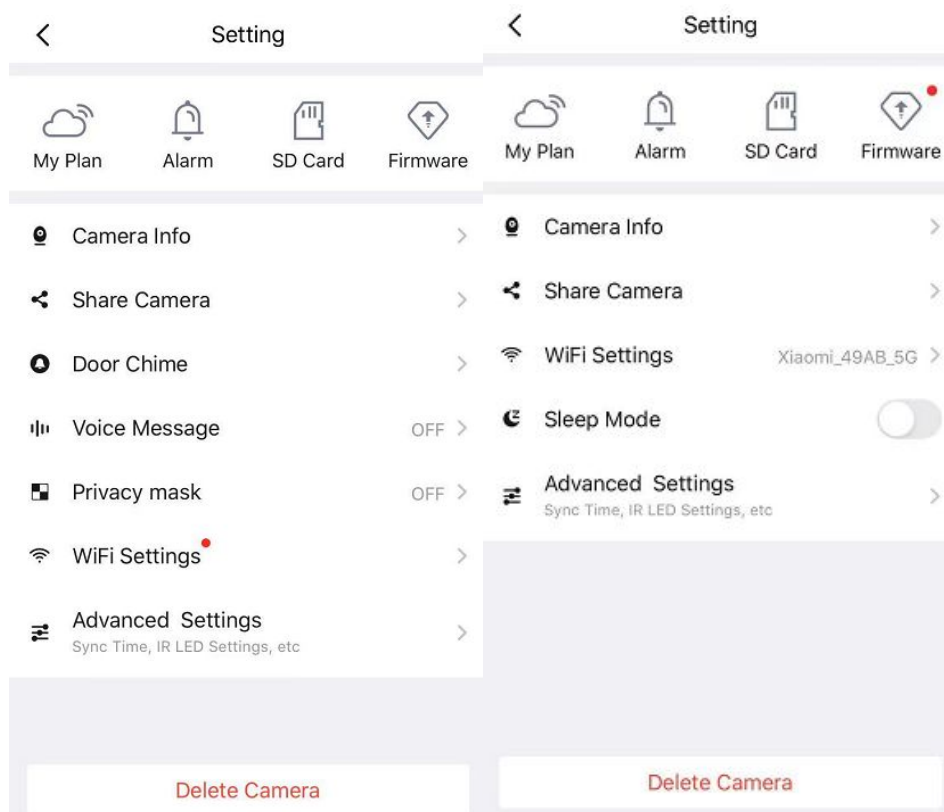 Setting
My Plan Alarm SD Card Firmware
Camera Info
Share Camera
Door Chime
Voice Message OFF
Privacy mask OFF
WiFi Settings
Advanced Settings
Sync Time, IR LED Settings, etc
Delete Camera
Setting
My Plan Alarm SD Card Firmware
Camera Info
Share Camera
WiFi Settings Xiaomi_49AB_5G
Sleep Mode
Advanced Settings
Sync Time, IR LED Settings, etc
Delete Camera